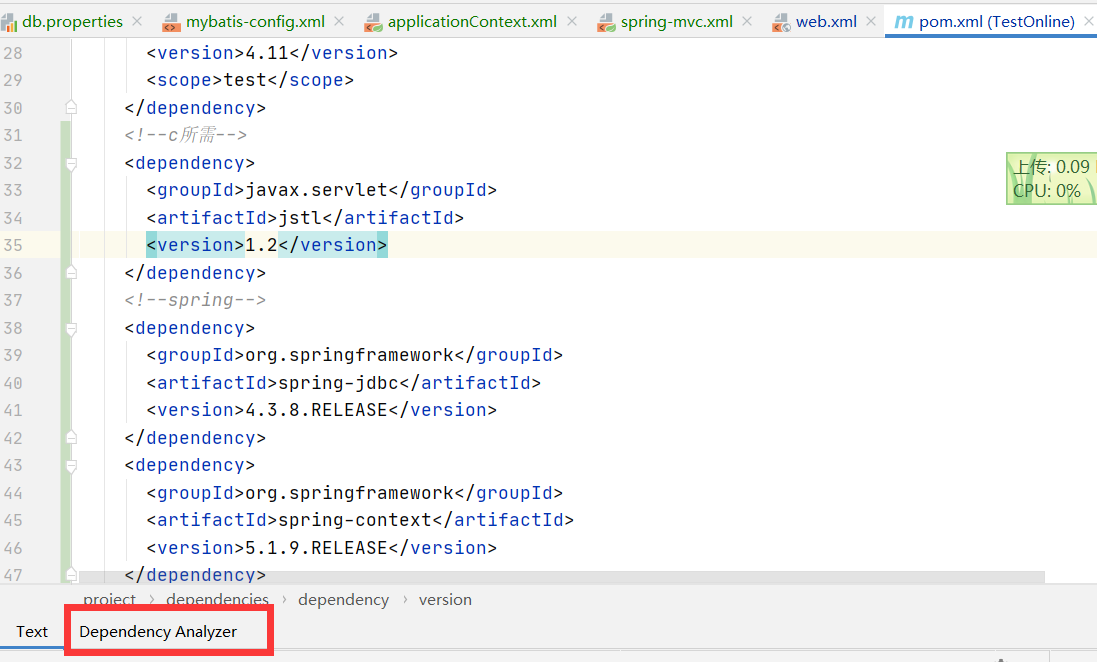 db.properties mybatis-config.xml applicationContext.xml spring-mvc.xml web.xml pom.xml (TestOnline)
28 <version>4.11</version>
29 <scope>test</scope>
30 </dependency>
31 <!--c所需-->
32 <dependency>
33 <groupId>javax.servlet</groupId>
34 <artifactId>jstl</artifactId>
35 <version>1.2</version>
36 </dependency>
37 <!--spring-->
38 <dependency>
39 <groupId>org.springframework</groupId>
40 <artifactId>spring-jdbc</artifactId>
41 <version>4.3.8.RELEASE</version>
42 </dependency>
43 <dependency>
44 <groupId>org.springframework</groupId>
45 <artifactId>spring-context</artifactId>
46 <version>5.1.9.RELEASE</version>
47 </dependency>
上传: 0.09
CPU: 0%
project › dependencies › dependency › version
Text Dependency Analyzer